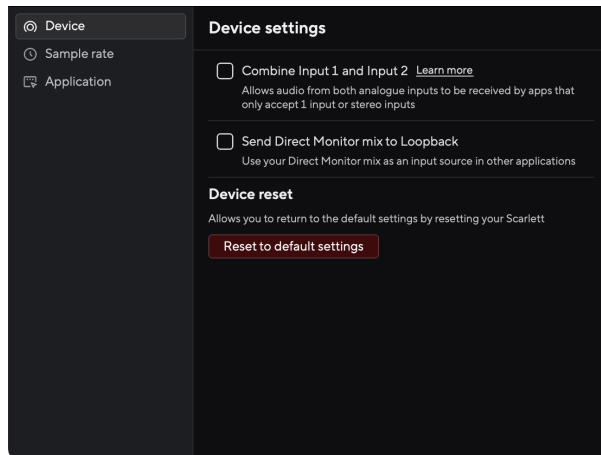 Device
Sample rate
Application
Device settings
Combine Input 1 and Input 2 Learn more
Allows audio from both analogue inputs to be received by apps that
only accept 1 input or stereo inputs
Send Direct Monitor mix to Loopback
Use your Direct Monitor mix as an input source in other applications
Device reset
Allows you to return to the default settings by resetting your Scarlett
Reset to default settings